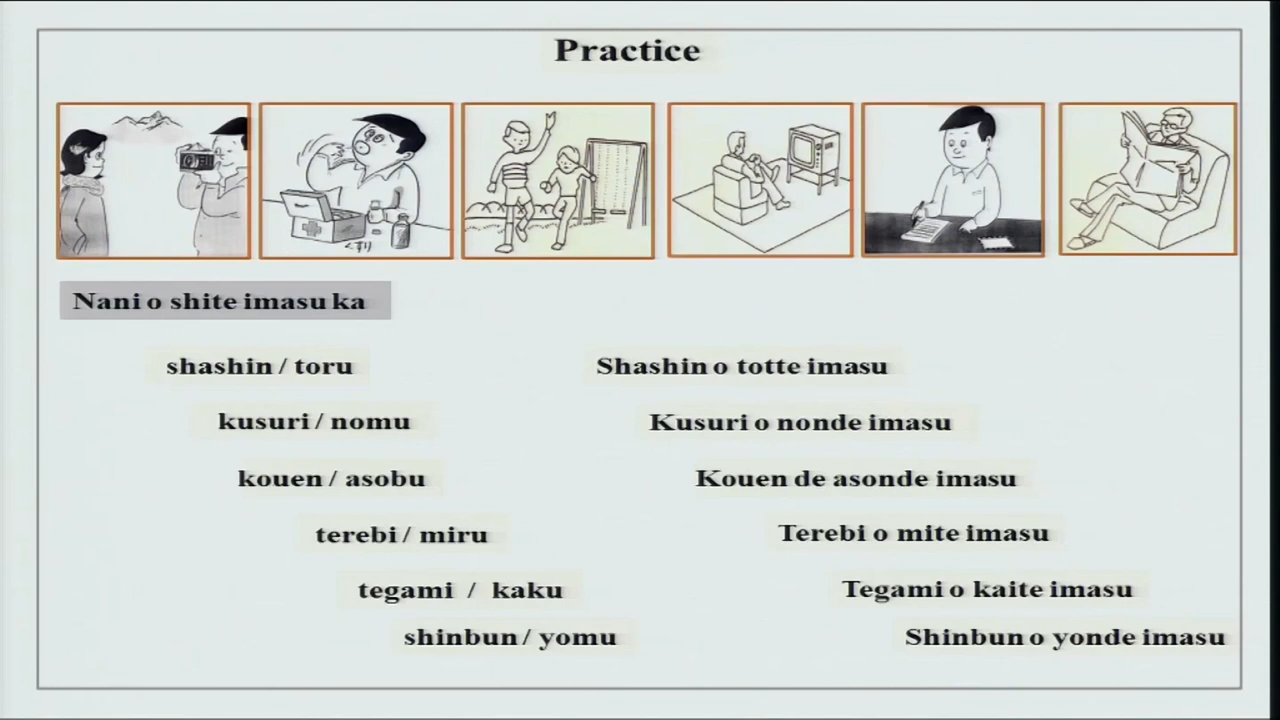 Practice
Nani o shite imasu ka
shashin / toru Shashin o totte imasu
kusuri / nomu Kusuri o nonde imasu
kouen / asobu Kouen de asonde imasu
terebi / miru Terebi o mite imasu
tegami / kaku Tegami o kaite imasu
shinbun / yomu Shinbun o yonde imasu